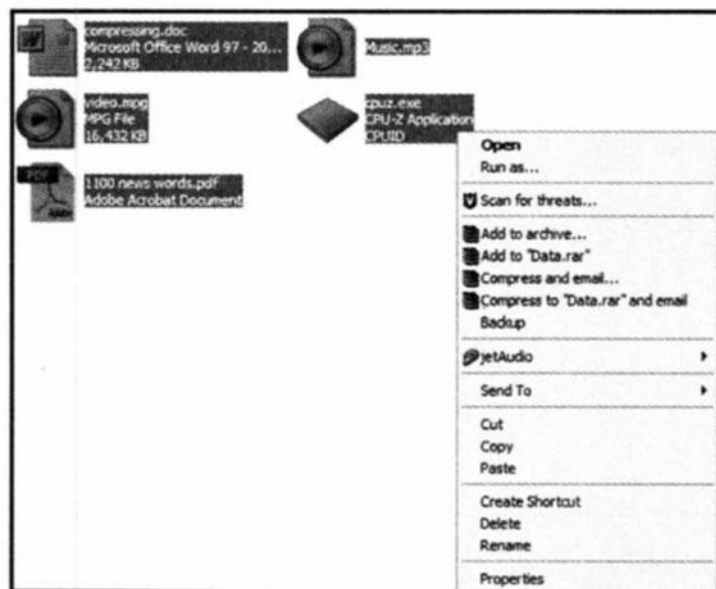 compressing.doc
Microsoft Office Word 97 - 20...
2,242 KB
Music.mp3
video.mpg
MPG File
16,432 KB
cpuz.exe
CPU-Z Application
CPUID
PDF
1100 news words.pdf
Adobe Acrobat Document
Open
Run as...
Scan for threats...
Add to archive...
Add to "Data.rar"
Compress and email...
Compress to "Data.rar" and email
Backup
jetAudio
Send To
Cut
Copy
Paste
Create Shortcut
Delete
Rename
Properties